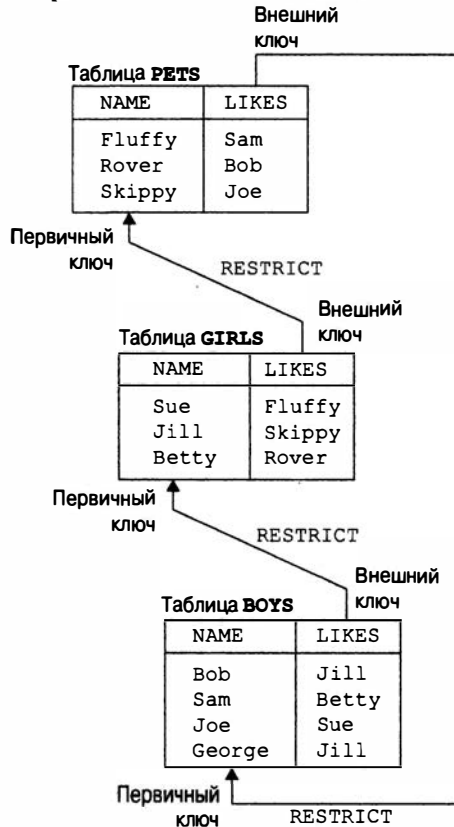 Внешний
ключ
Таблица PETS
NAME LIKES
Fluffy Sam
Rover Bob
Skippy Joe
Первичный
ключ
RESTRICT
Внешний
ключ
Таблица GIRLS
NAME LIKES
Sue Fluffy
Jill Skippy
Betty Rover
Первичный
ключ
RESTRICT
Внешний
ключ
Таблица BOYS
NAME LIKES
Bob Jill
Sam Betty
Joe Sue
George Jill
Первичный
ключ
RESTRICT